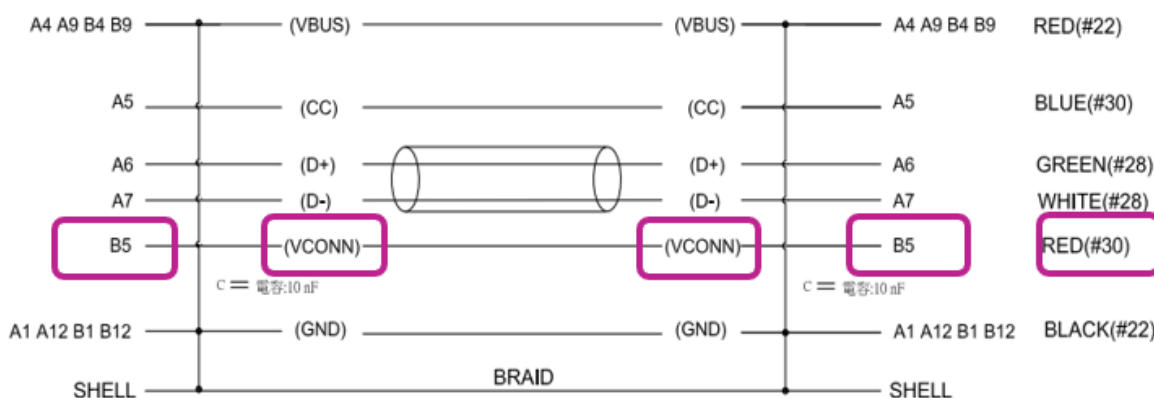 A4 A9 B4 B9 (VBUS) (VBUS) A4 A9 B4 B9 RED(#22)
A5 (CC) (CC) A5 BLUE(#30)
A6 (D+) (D+) A6 GREEN(#28)
A7 (D-) (D-) A7 WHITE(#28)
B5 (VCONN) (VCONN) B5 RED(#30)
C 電容:10 nF C 電容:10 nF
A1 A12 B1 B12 (GND) (GND) A1 A12 B1 B12 BLACK(#22)
SHELL BRAID SHELL